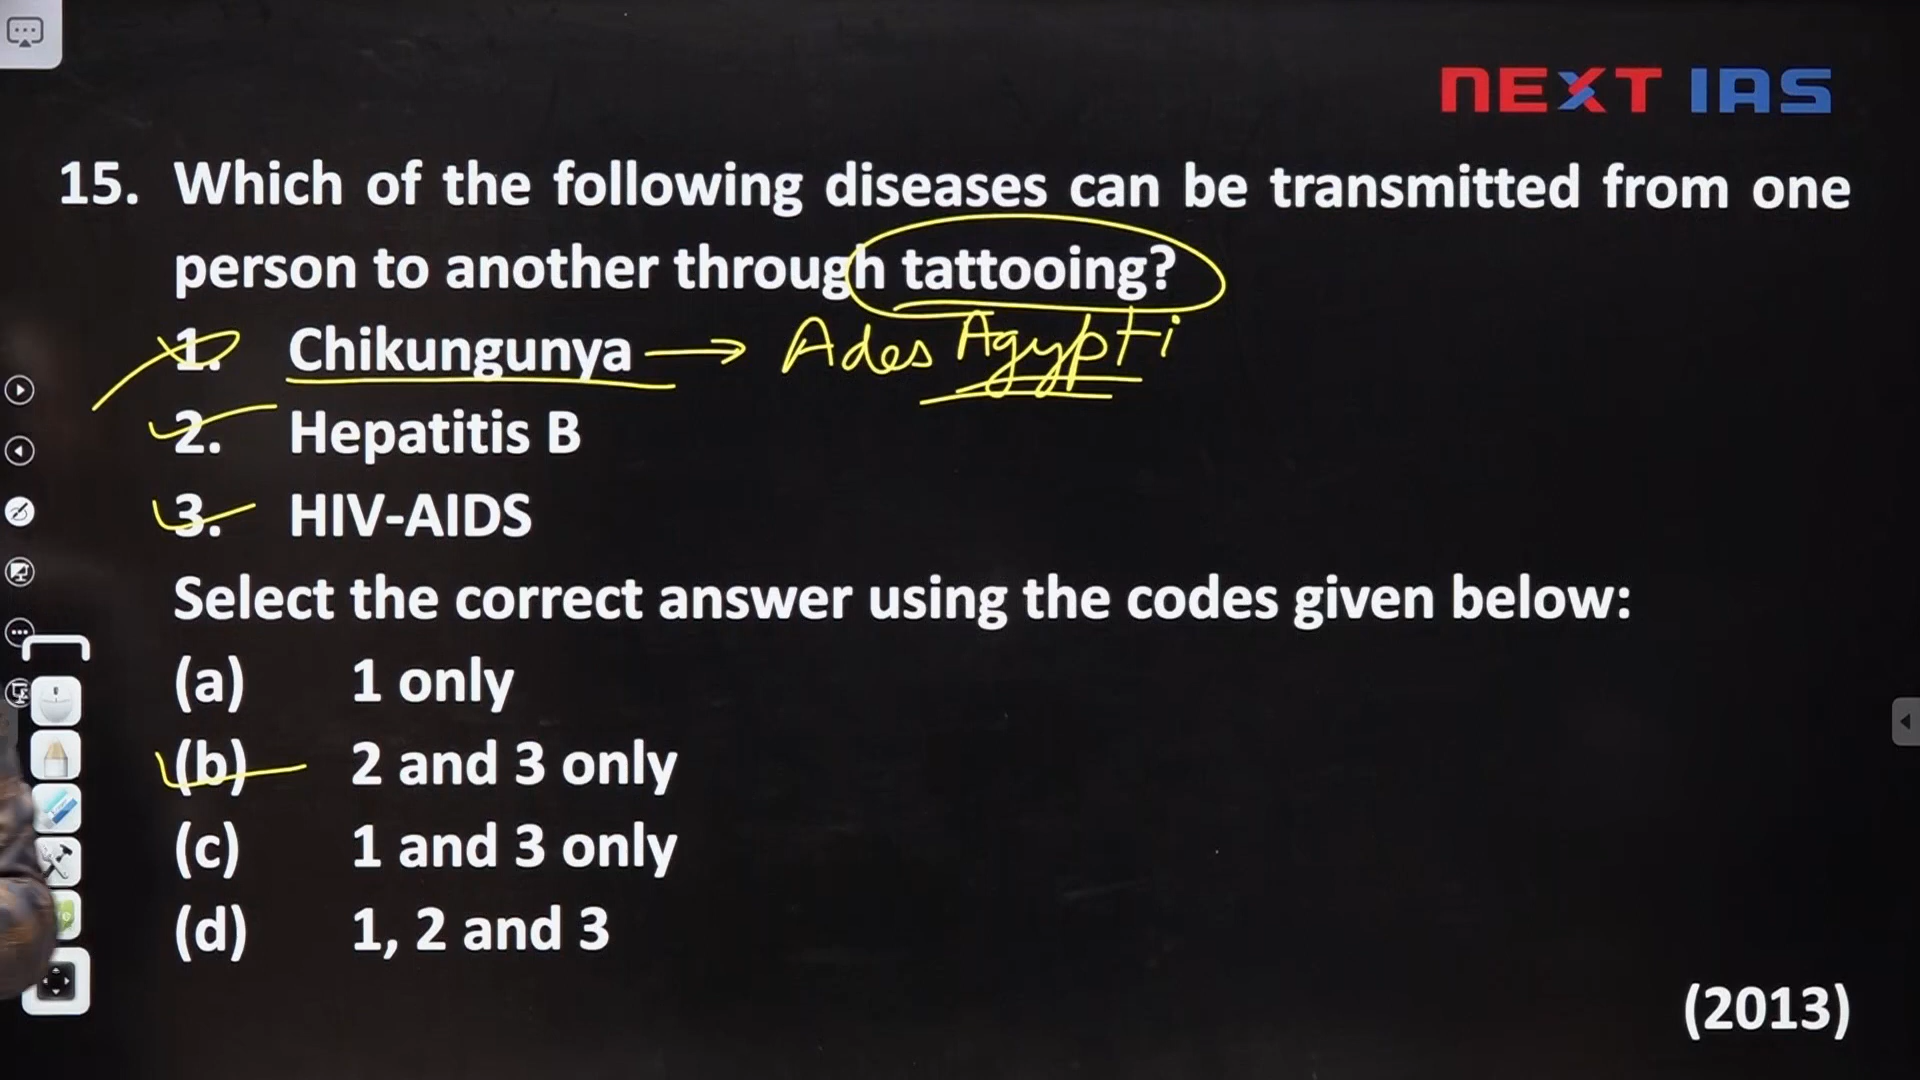 NEXT IAS
15. Which of the following diseases can be transmitted from one
person to another through tattooing?
1. Chikungunya → Ades Agypti
2. Hepatitis B
3. HIV-AIDS
Select the correct answer using the codes given below:
(a) 1 only
(b) 2 and 3 only
(c) 1 and 3 only
(d) 1, 2 and 3
(2013)